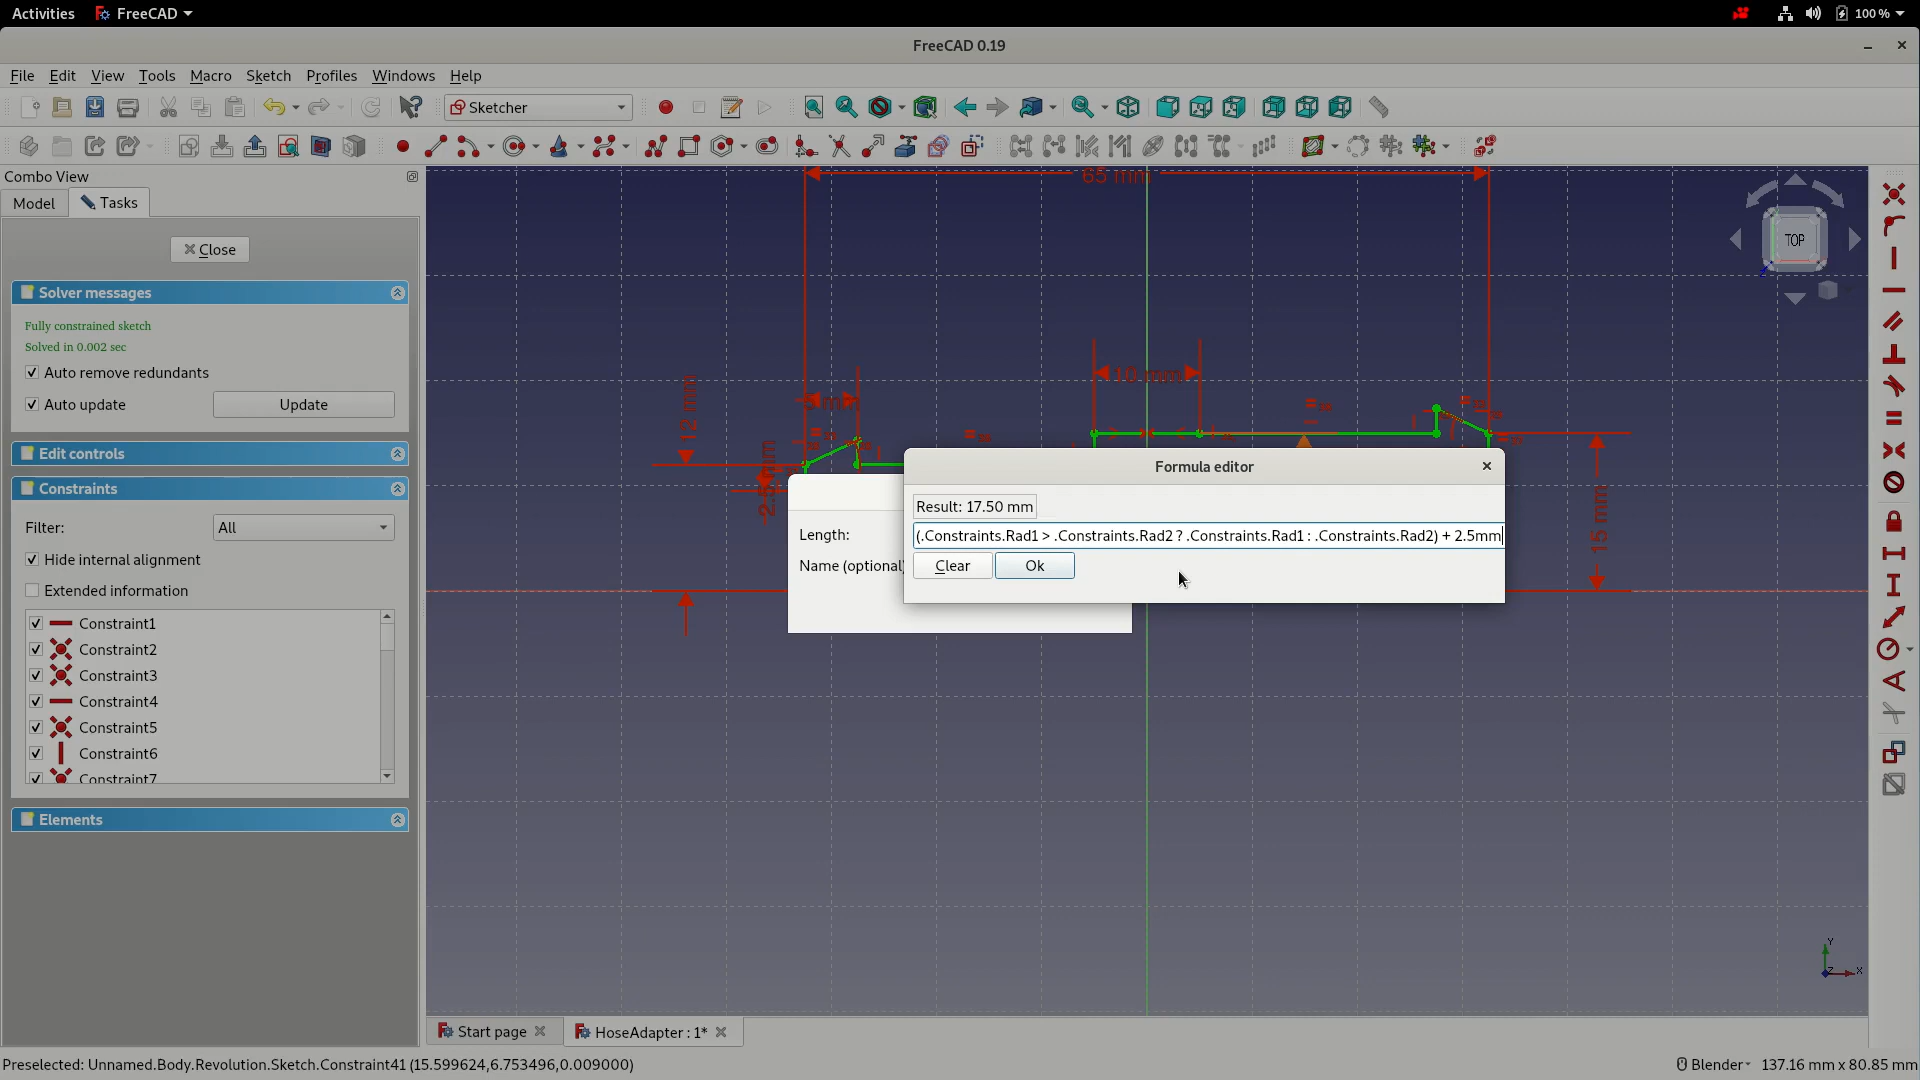 Activities FreeCAD 100 %
FreeCAD 0.19
File Edit View Tools Macro Sketch Profiles Windows Help
Sketcher
Combo View
Model Tasks
Close
Solver messages
Fully constrained sketch
Solved in 0.002 sec
Auto remove redundants
Auto update Update
Edit controls
Constraints
Filter: All
Hide internal alignment
Extended information
Constraint1
Constraint2
Constraint3
Constraint4
Constraint5
Constraint6
Constraint7
Elements
65 mm
10 mm
5 mm
12 mm
2.5 mm
15 mm
TOP
Formula editor
Result: 17.50 mm
(.Constraints.Rad1 > .Constraints.Rad2 ? .Constraints.Rad1 : .Constraints.Rad2) + 2.5mm
Clear Ok
Length:
Name (optional)
Y
Z X
Start page HoseAdapter : 1*
Preselected: Unnamed.Body.Revolution.Sketch.Constraint41 (15.599624,6.753496,0.009000) Blender 137.16 mm x 80.85 mm